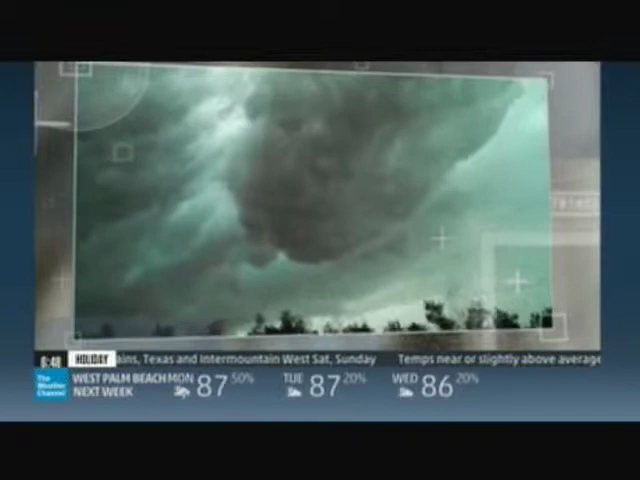 6:48 HOLIDAY ains, Texas and Intermountain West Sat, Sunday Temps near or slightly above average
The Weather Channel
WEST PALM BEACH
NEXT WEEK
MON 87 50%
TUE 87 20%
WED 86 20%